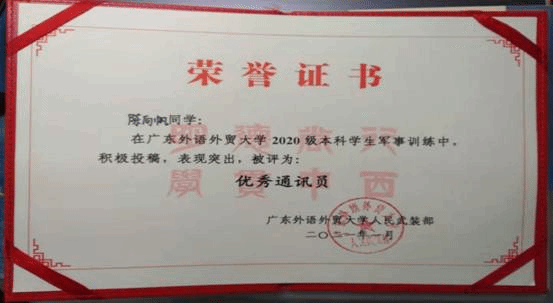 荣誉证书
陈向帆同学：
在广东外语外贸大学2020级本科学生军事训练中，
积极投稿，表现突出，被评为：
优秀通讯员
广东外语外贸大学人民武装部
二〇二一年一月